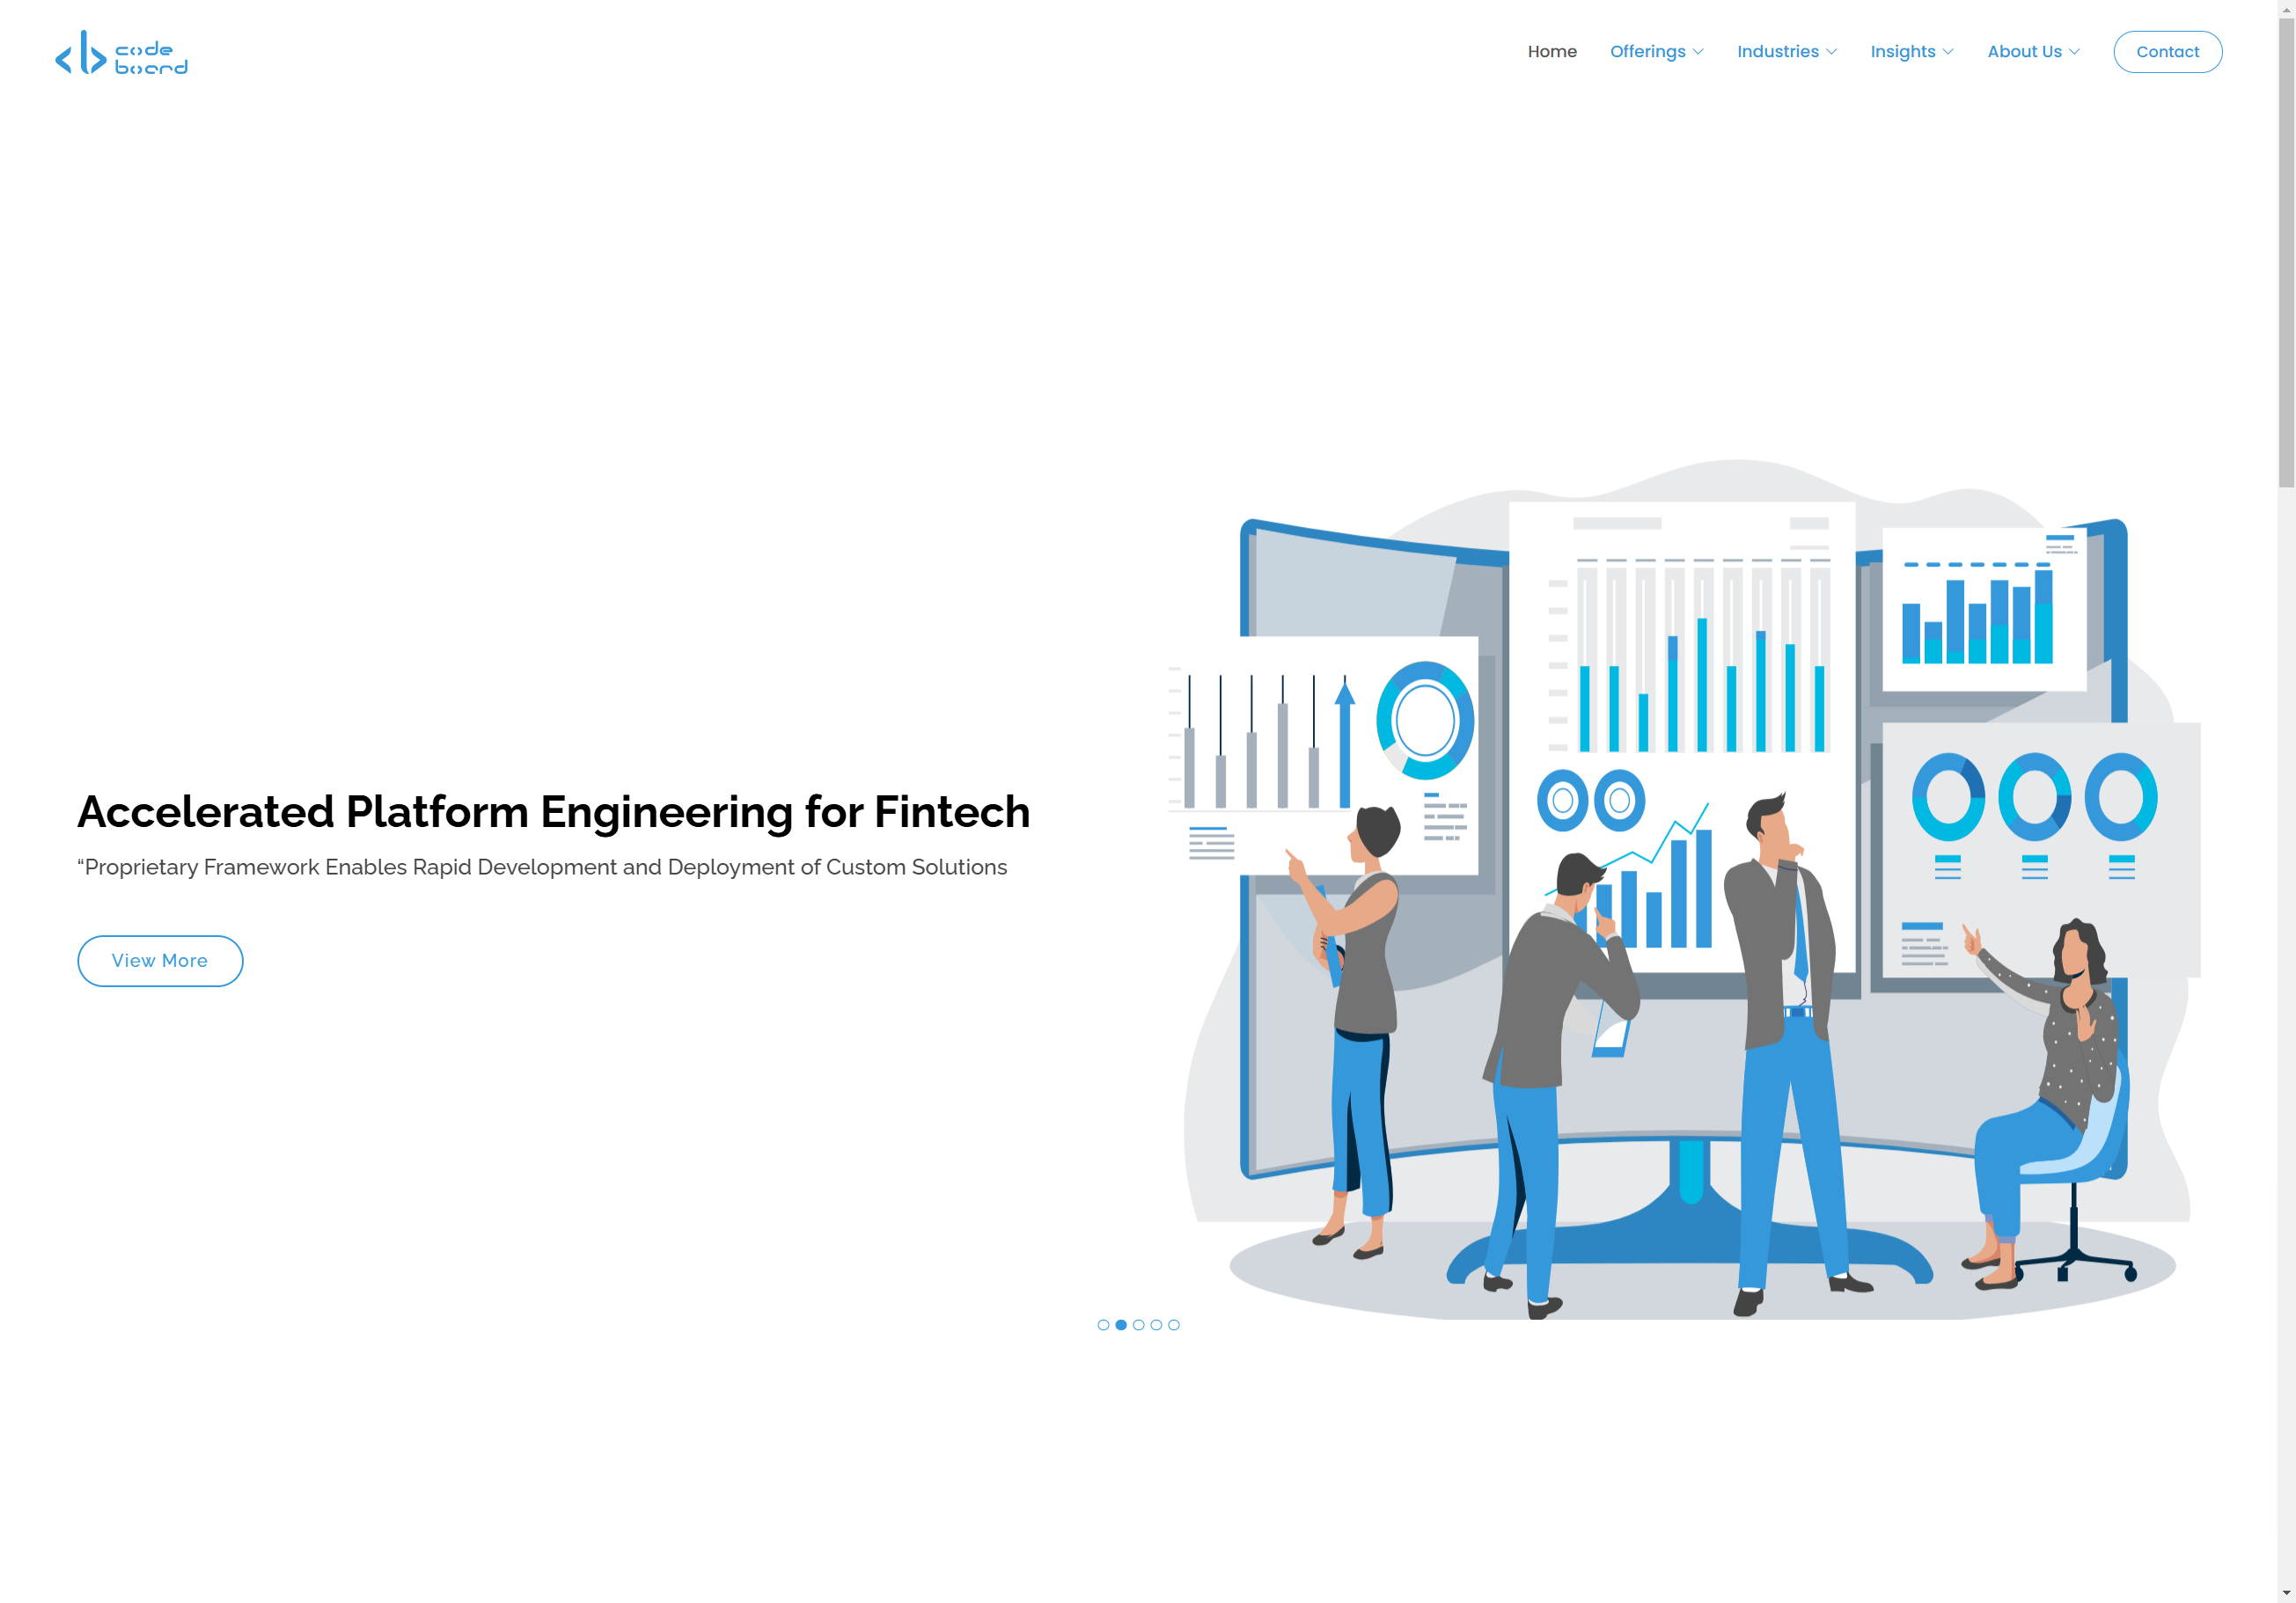 code
board
Home
Offerings
Industries
Insights
About Us
Contact
Accelerated Platform Engineering for Fintech
“Proprietary Framework Enables Rapid Development and Deployment of Custom Solutions
View More